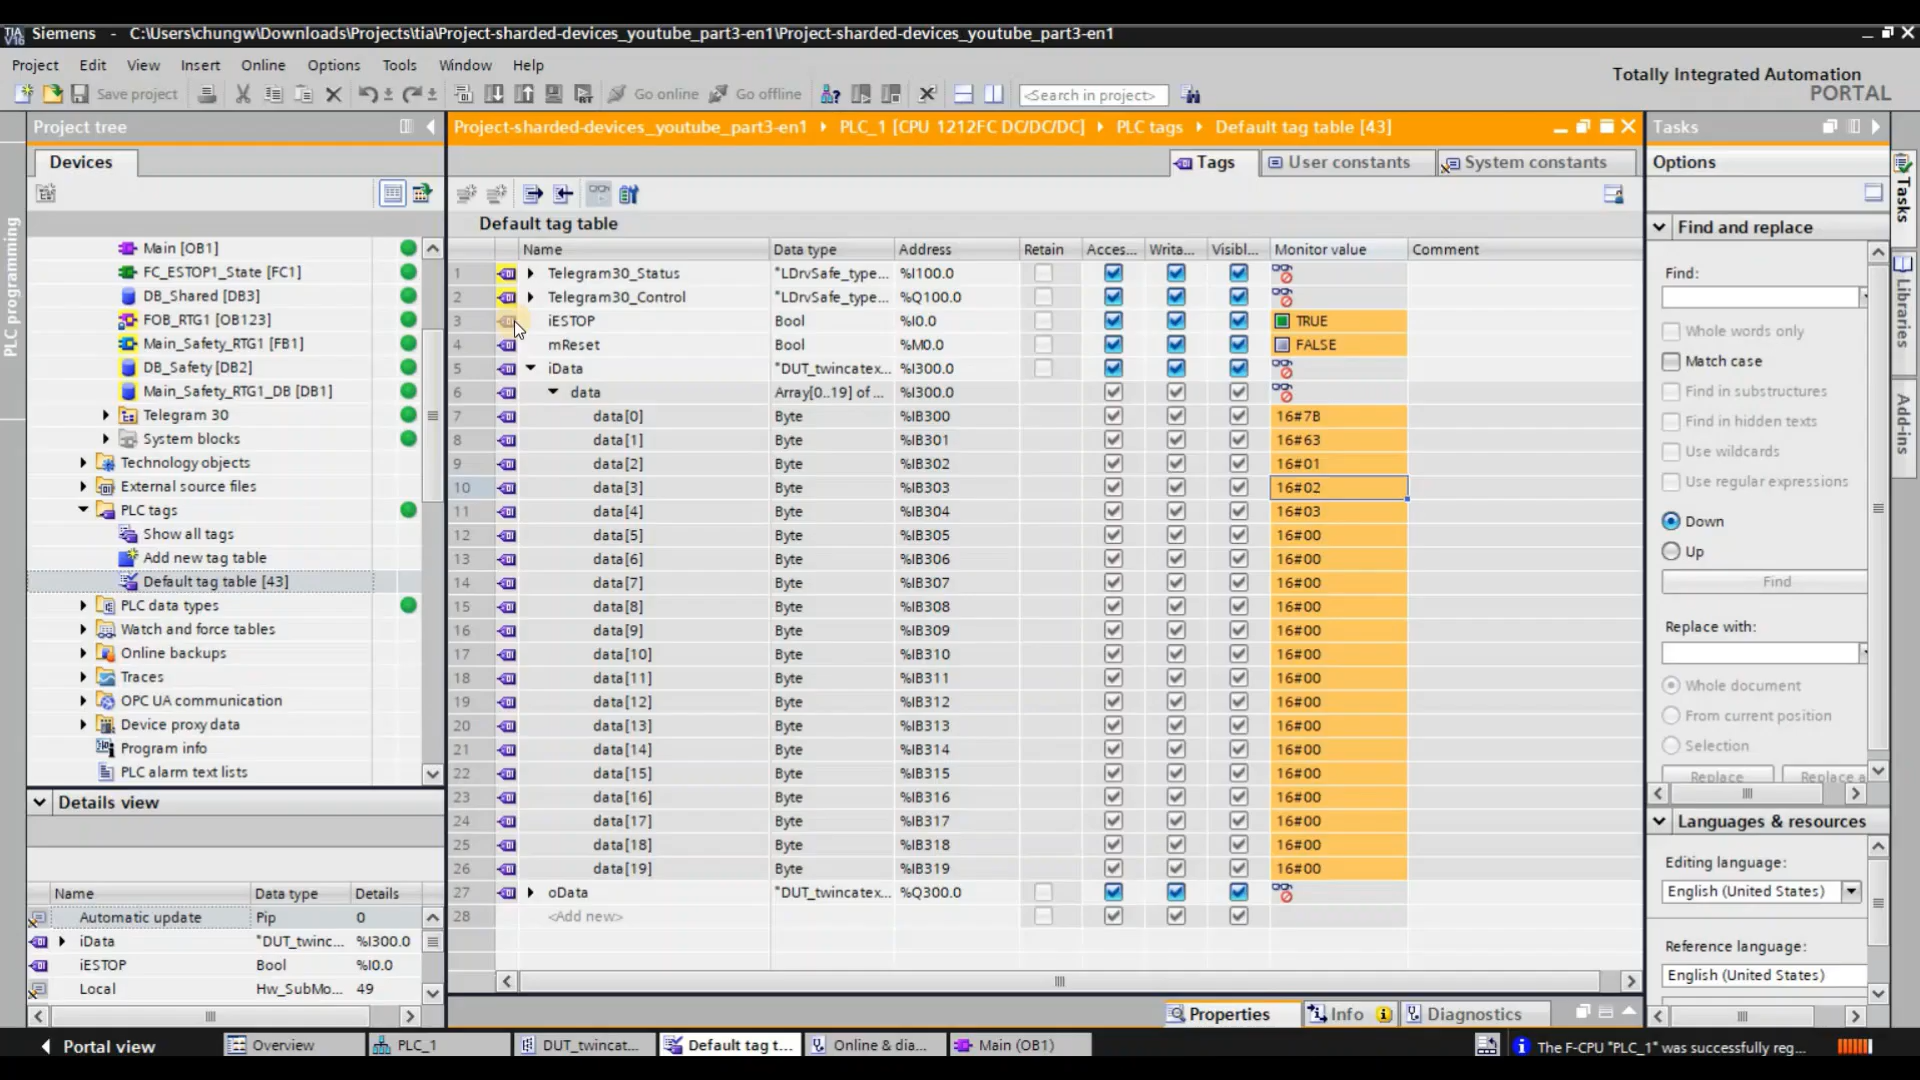 Siemens - C:\Users\chungw\Downloads\Projects\tia\Project-sharded-devices_youtube_part3-en1\Project-sharded-devices_youtube_part3-en1
Project Edit View Insert Online Options Tools Window Help
Totally Integrated Automation
PORTAL
Save project
Go online
Go offline
<Search in project>
PLC programming
Project tree
Devices
Main [OB1]
FC_ESTOP1_State [FC1]
DB_Shared [DB3]
FOB_RTG1 [OB123]
Main_Safety_RTG1 [FB1]
DB_Safety [DB2]
Main_Safety_RTG1_DB [DB1]
Telegram 30
System blocks
Technology objects
External source files
PLC tags
Show all tags
Add new tag table
Default tag table [43]
PLC data types
Watch and force tables
Online backups
Traces
OPC UA communication
Device proxy data
Program info
PLC alarm text lists
Details view
Name Data type Details
Automatic update Pip 0
iData "DUT_twinc... %I300.0
iESTOP Bool %I0.0
Local Hw_SubMo... 49
Project-sharded-devices_youtube_part3-en1 PLC_1 [CPU 1212FC DC/DC/DC] PLC tags Default tag table [43]
Tags User constants System constants
Default tag table
Name Data type Address Retain Acces... Writa... Visibl... Monitor value Comment
1 Telegram30_Status "LDrvSafe_type... %I100.0
2 Telegram30_Control "LDrvSafe_type... %Q100.0
3 iESTOP Bool %I0.0 TRUE
4 mReset Bool %M0.0 FALSE
5 iData "DUT_twincatex... %I300.0
6 data Array[0..19] of ... %I300.0
7 data[0] Byte %IB300 16#7B
8 data[1] Byte %IB301 16#63
9 data[2] Byte %IB302 16#01
10 data[3] Byte %IB303 16#02
11 data[4] Byte %IB304 16#03
12 data[5] Byte %IB305 16#00
13 data[6] Byte %IB306 16#00
14 data[7] Byte %IB307 16#00
15 data[8] Byte %IB308 16#00
16 data[9] Byte %IB309 16#00
17 data[10] Byte %IB310 16#00
18 data[11] Byte %IB311 16#00
19 data[12] Byte %IB312 16#00
20 data[13] Byte %IB313 16#00
21 data[14] Byte %IB314 16#00
22 data[15] Byte %IB315 16#00
23 data[16] Byte %IB316 16#00
24 data[17] Byte %IB317 16#00
25 data[18] Byte %IB318 16#00
26 data[19] Byte %IB319 16#00
27 oData "DUT_twincatex... %Q300.0
28 <Add new>
Properties Info Diagnostics
Tasks
Options
Find and replace
Find:
Whole words only
Match case
Find in substructures
Find in hidden texts
Use wildcards
Use regular expressions
Down
Up
Find
Replace with:
Whole document
From current position
Selection
Replace Replace a
Languages & resources
Editing language:
English (United States)
Reference language:
English (United States)
Tasks
Libraries
Add-ins
Portal view Overview PLC_1 DUT_twincat... Default tag t... Online & dia... Main (OB1) The F-CPU "PLC_1" was successfully reg...